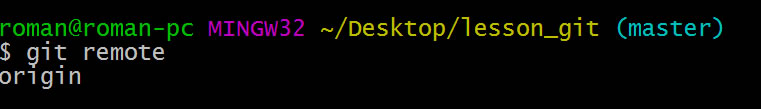 roman@roman-pc MINGW32 ~/Desktop/lesson_git (master)
$ git remote
origin